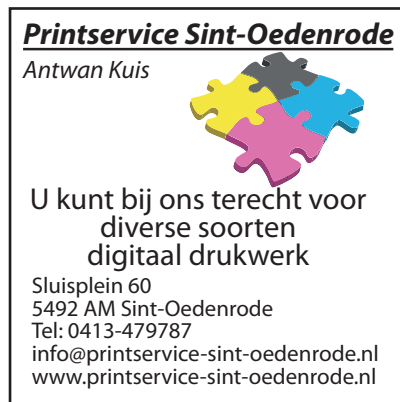 Printservice Sint-Oedenrode
Antwan Kuis
U kunt bij ons terecht voor
diverse soorten
digitaal drukwerk
Sluisplein 60
5492 AM Sint-Oedenrode
Tel: 0413-479787
info@printservice-sint-oedenrode.nl
www.printservice-sint-oedenrode.nl